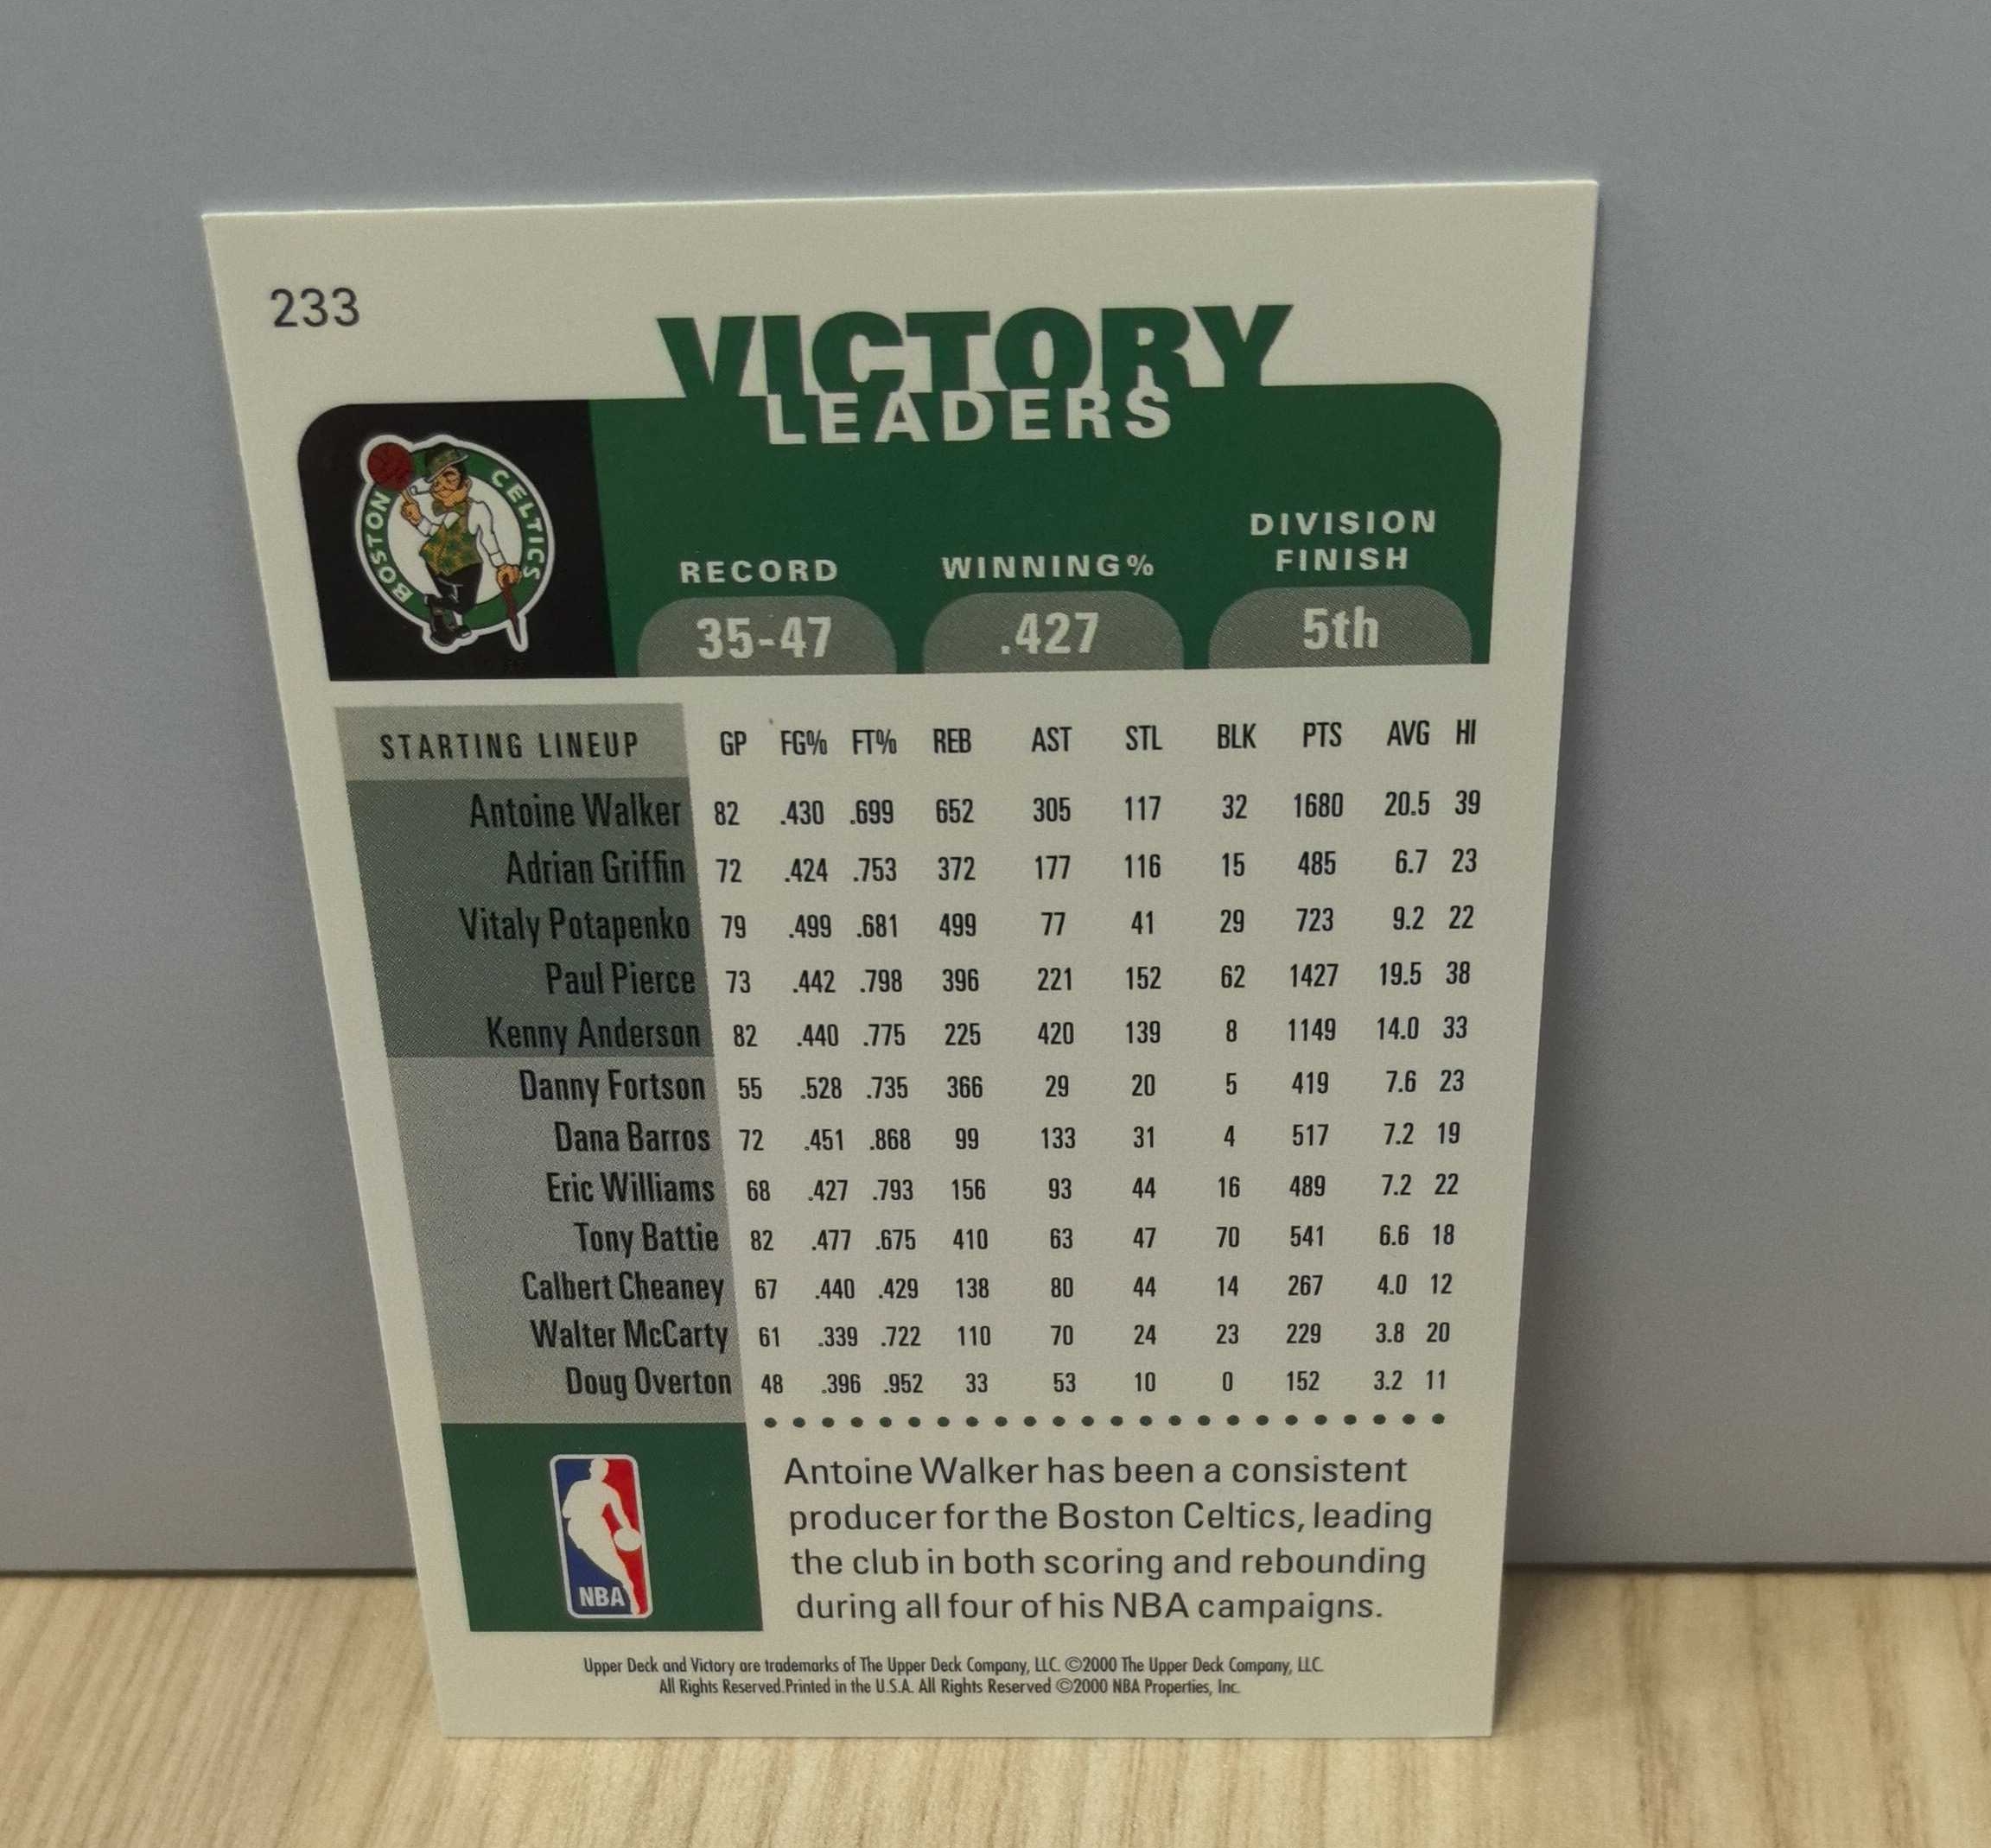 233
VICTORY
LEADERS
BOSTON CELTICS
RECORD WINNING% DIVISION FINISH
35-47 .427 5th
STARTING LINEUP GP FG% FT% REB AST STL BLK PTS AVG HI
Antoine Walker 82 .430 .699 652 305 117 32 1680 20.5 39
Adrian Griffin 72 .424 .753 372 177 116 15 485 6.7 23
Vitaly Potapenko 79 .499 .681 499 77 41 29 723 9.2 22
Paul Pierce 73 .442 .798 396 221 152 62 1427 19.5 38
Kenny Anderson 82 .440 .775 225 420 139 8 1149 14.0 33
Danny Fortson 55 .528 .735 366 29 20 5 419 7.6 23
Dana Barros 72 .451 .868 99 133 31 4 517 7.2 19
Eric Williams 68 .427 .793 156 93 44 16 489 7.2 22
Tony Battie 82 .477 .675 410 63 47 70 541 6.6 18
Calbert Cheaney 67 .440 .429 138 80 44 14 267 4.0 12
Walter McCarty 61 .339 .722 110 70 24 23 229 3.8 20
Doug Overton 48 .396 .952 33 53 10 0 152 3.2 11
Antoine Walker has been a consistent
producer for the Boston Celtics, leading
the club in both scoring and rebounding
during all four of his NBA campaigns.
NBA
Upper Deck and Victory are trademarks of The Upper Deck Company, LLC. ©2000 The Upper Deck Company, LLC.
All Rights Reserved.Printed in the U.S.A. All Rights Reserved ©2000 NBA Properties, Inc.